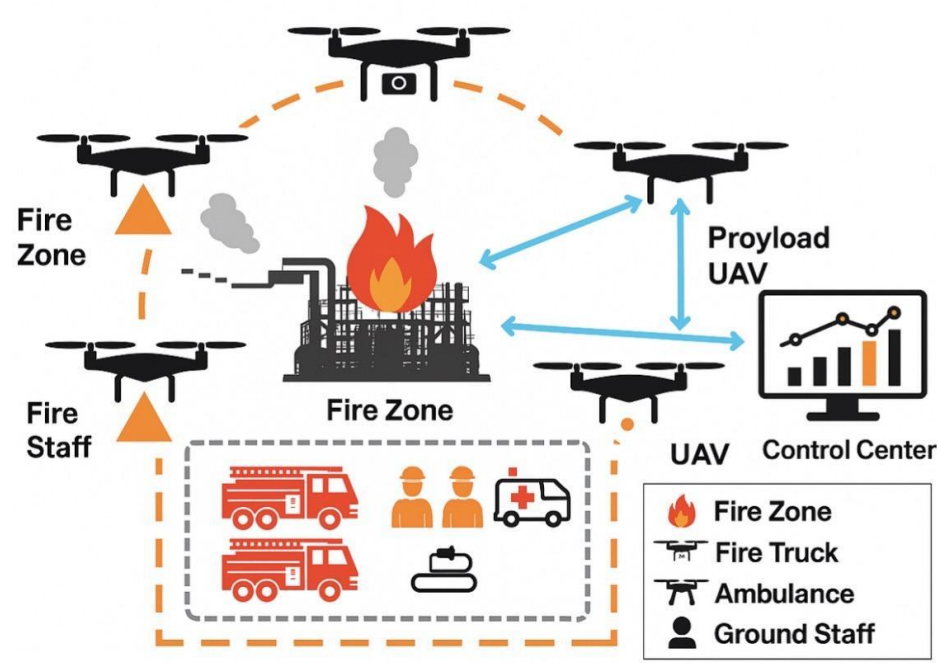 Fire
Zone
Proyload
UAV
Fire Zone
Fire
Staff
UAV
Control Center
Fire Zone
Fire Truck
Ambulance
Ground Staff